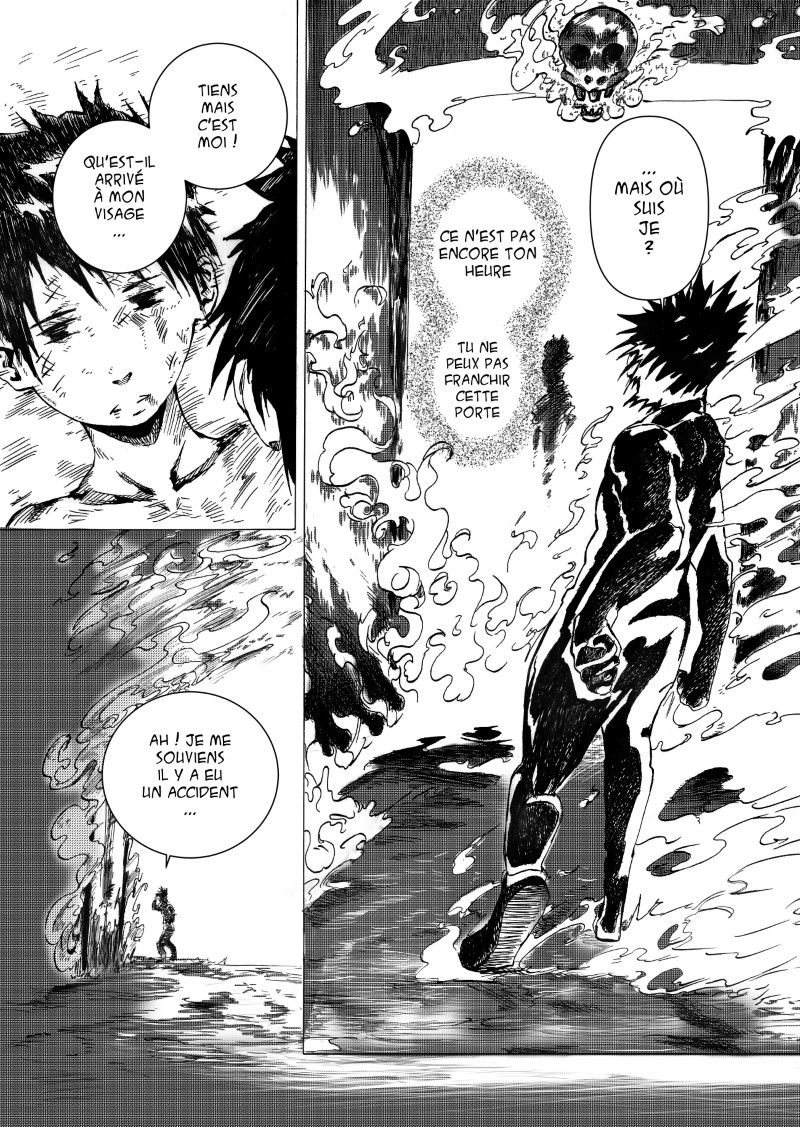 ...
MAIS OÙ
SUIS
JE
?
CE N'EST PAS
ENCORE TON
HEURE
TU NE
PEUX PAS
FRANCHIR
CETTE
PORTE
TIENS
MAIS
C'EST
MOI !
QU'EST-IL
ARRIVÉ
À MON
VISAGE
...
AH ! JE ME
SOUVIENS
IL Y A EU
UN ACCIDENT
...